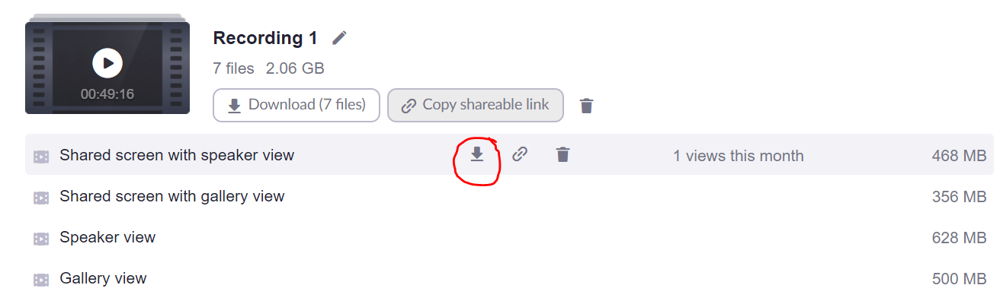 Recording 1
7 files 2.06 GB
00:49:16
Download (7 files) Copy shareable link
Shared screen with speaker view 1 views this month 468 MB
Shared screen with gallery view 356 MB
Speaker view 628 MB
Gallery view 500 MB